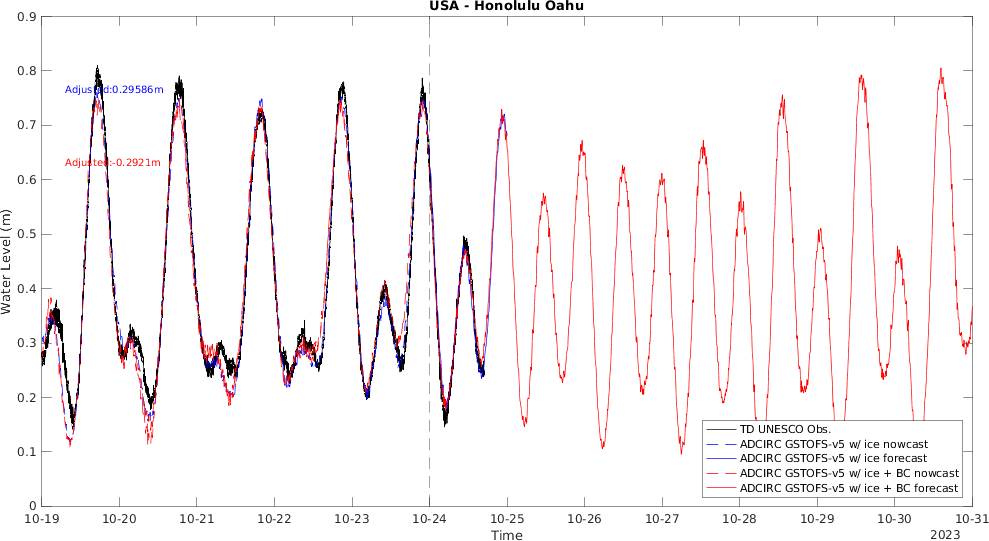 USA - Honolulu Oahu
0.9
0.8
0.7
0.6
0.5
0.4
0.3
0.2
0.1
0
Water Level (m)
Adjusted:0.29586m
Adjusted:-0.2921m
TD UNESCO Obs.
ADCIRC GSTOFS-v5 w/ ice nowcast
ADCIRC GSTOFS-v5 w/ ice forecast
ADCIRC GSTOFS-v5 w/ ice + BC nowcast
ADCIRC GSTOFS-v5 w/ ice + BC forecast
10-19 10-20 10-21 10-22 10-23 10-24 10-25 10-26 10-27 10-28 10-29 10-30 10-31
Time
2023